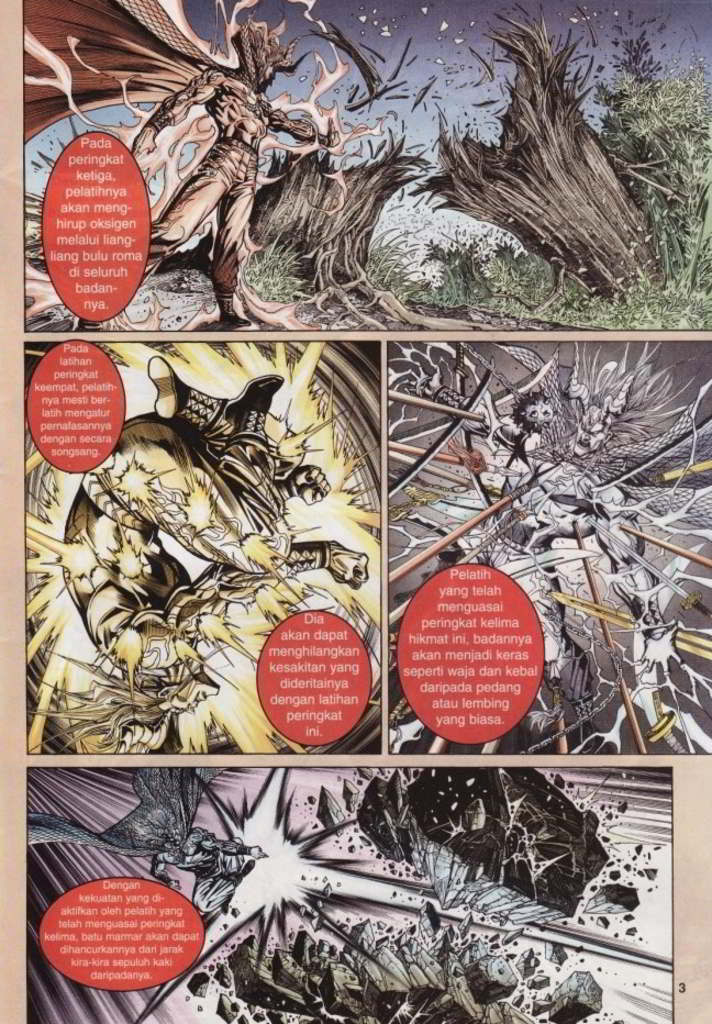 Pada
peringkat
ketiga,
pelatihnya
akan meng-
hirup oksigen
melalui liang-
liang bulu roma
di seluruh
badan-
nya.
Pada
latihan
peringkat
keempat, pelatih-
nya mesti ber-
latih mengatur
pernafasannya
dengan secara
songsang.
Dia
akan dapat
menghilangkan
kesakitan yang
dideritainya
dengan latihan
peringkat
ini.
Pelatih
yang telah
menguasai
peringkat kelima
hikmat ini, badannya
akan menjadi keras
seperti waja dan kebal
daripada pedang
atau lembing
yang biasa.
Dengan
kekuatan yang di-
aktifkan oleh pelatih yang
telah menguasai peringkat
kelima, batu marmar akan dapat
dihancurkannya dari jarak
kira-kira sepuluh kaki
daripadanya.
3